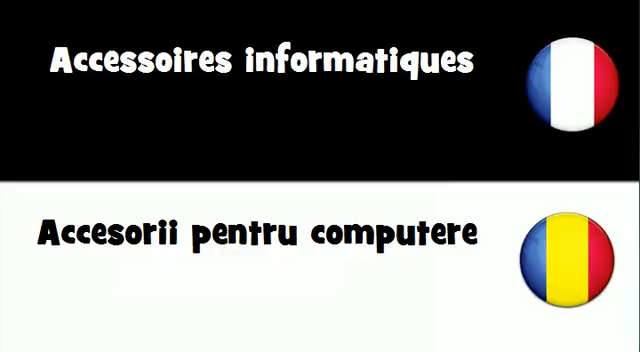 Accessoires informatiques
Accesorii pentru computere